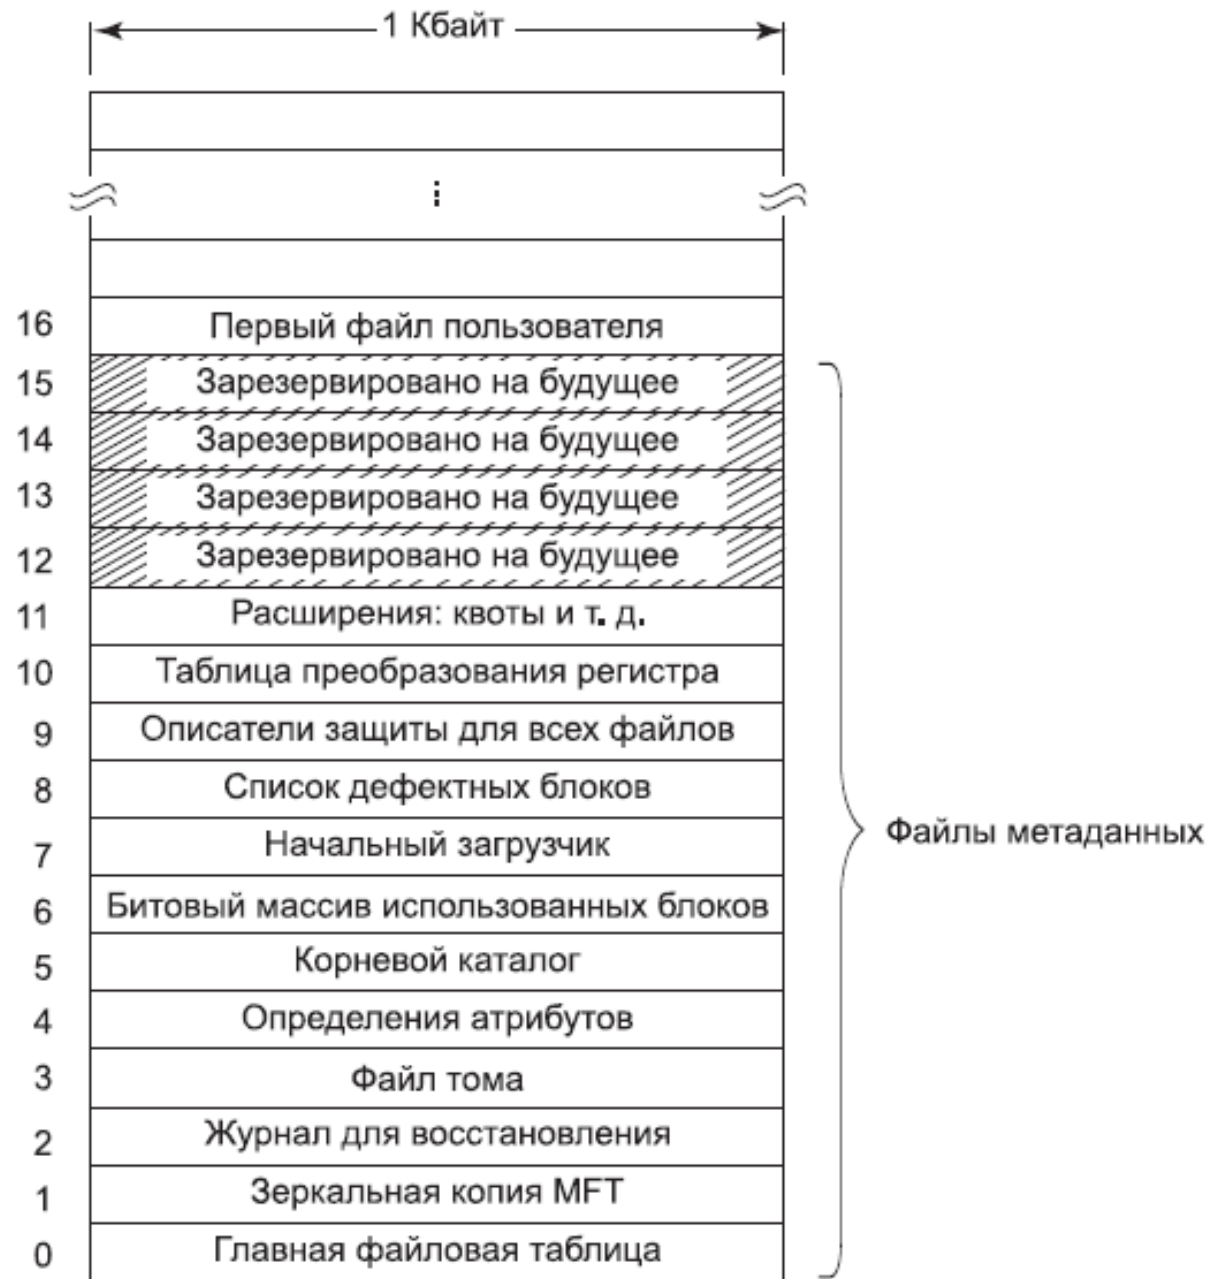 1 Кбайт
16 Первый файл пользователя
15 Зарезервировано на будущее
14 Зарезервировано на будущее
13 Зарезервировано на будущее
12 Зарезервировано на будущее
11 Расширения: квоты и т. д.
10 Таблица преобразования регистра
9 Описатели защиты для всех файлов
8 Список дефектных блоков
7 Начальный загрузчик
Файлы метаданных
6 Битовый массив использованных блоков
5 Корневой каталог
4 Определения атрибутов
3 Файл тома
2 Журнал для восстановления
1 Зеркальная копия MFT
0 Главная файловая таблица